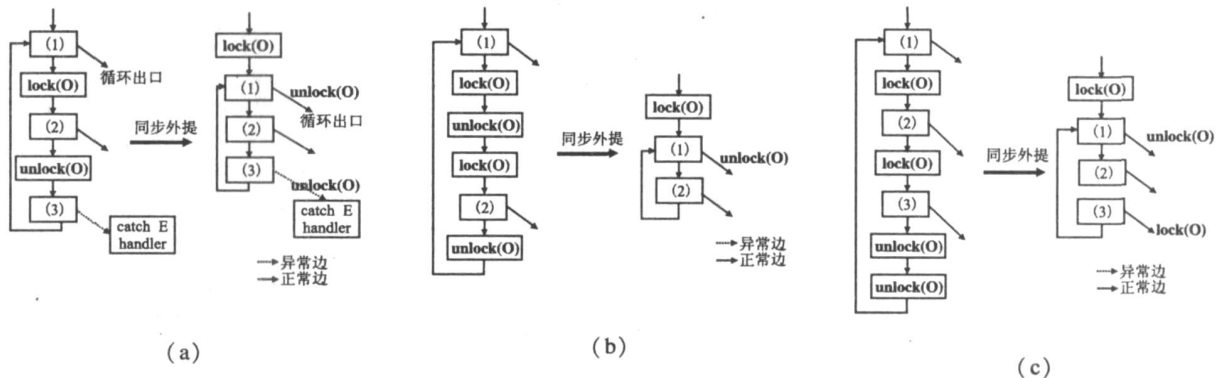 (1)
循环出口
lock(O)
(2)
unlock(O)
(3)
catch E
handler
同步外提
lock(O)
(1)
unlock(O)
循环出口
(2)
(3)
unlock(O)
catch E
handler
异常边
正常边
(a)
(1)
lock(O)
unlock(O)
lock(O)
(2)
unlock(O)
同步外提
lock(O)
(1)
unlock(O)
(2)
异常边
正常边
(b)
(1)
lock(O)
(2)
lock(O)
(3)
unlock(O)
unlock(O)
同步外提
lock(O)
(1)
unlock(O)
(2)
(3)
lock(O)
异常边
正常边
(c)